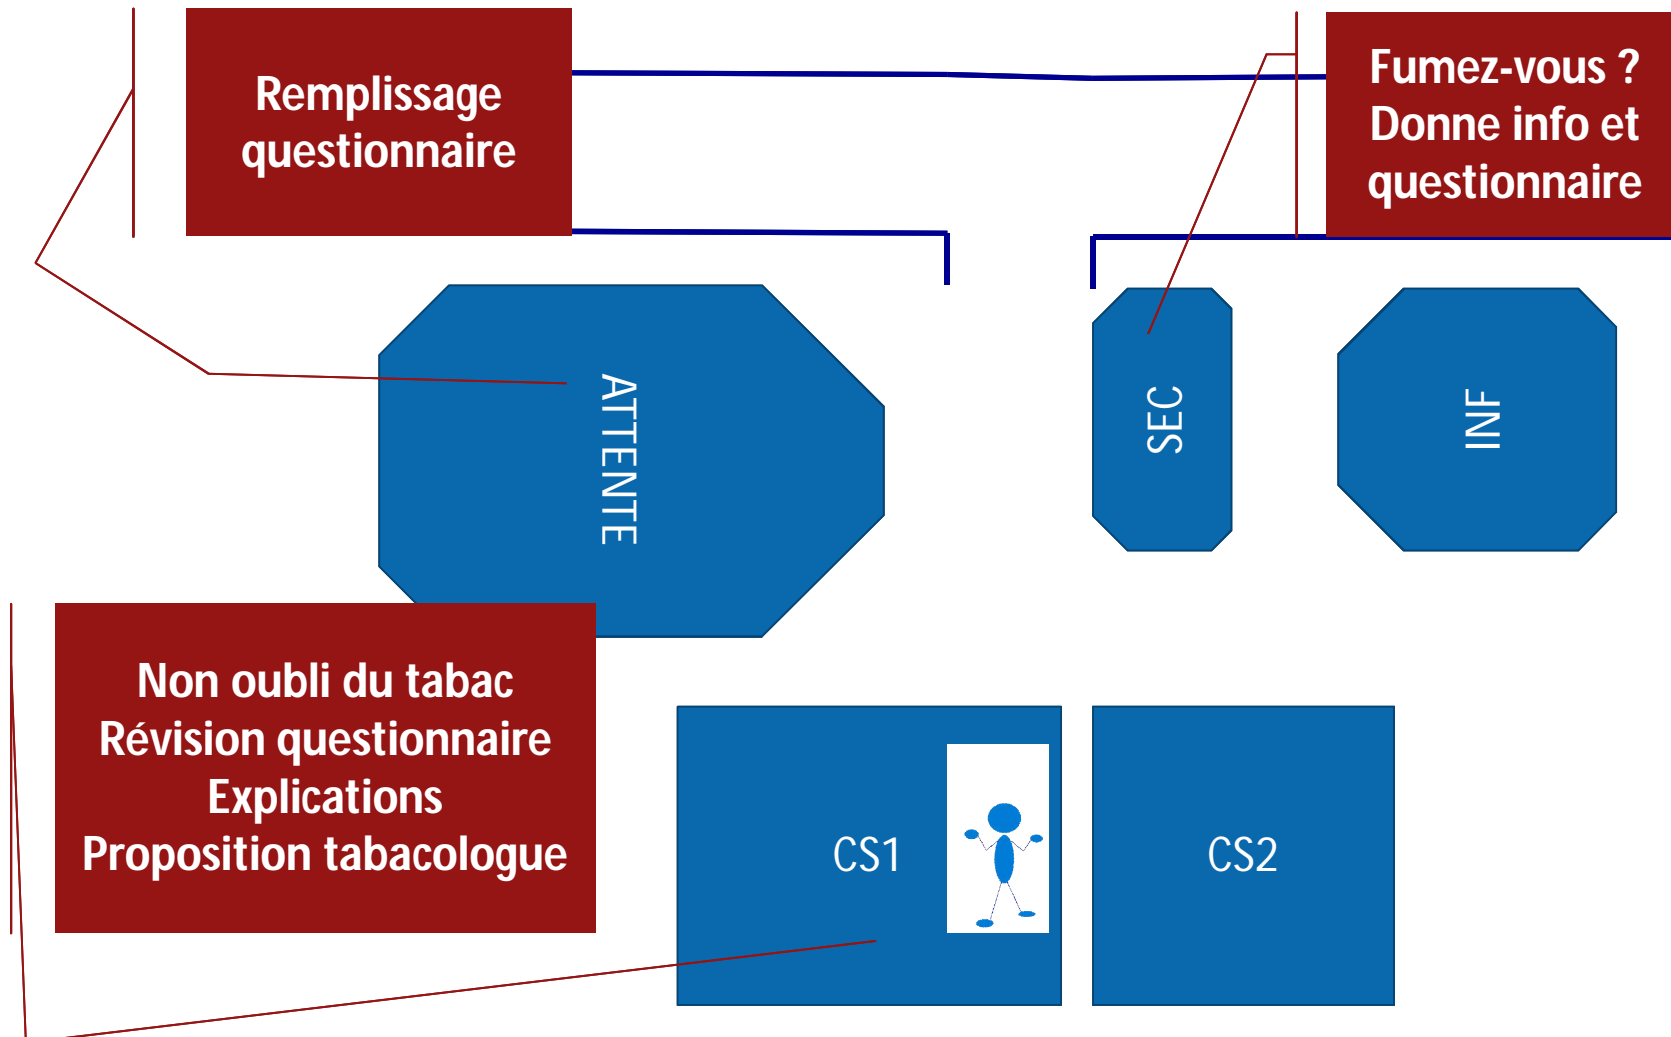 Remplissage
questionnaire
Fumez-vous ?
Donne info et
questionnaire
ATTENTE
SEC
INF
Non oubli du tabac
Révision questionnaire
Explications
Proposition tabacologue
CS1
CS2